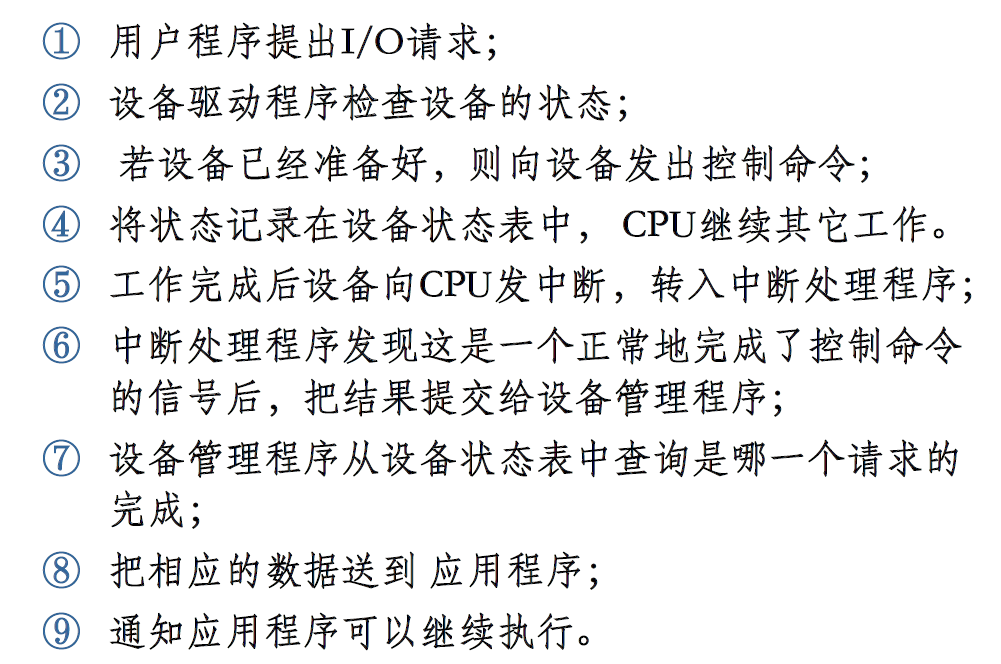 ① 用户程序提出I/O请求；
② 设备驱动程序检查设备的状态；
③ 若设备已经准备好，则向设备发出控制命令；
④ 将状态记录在设备状态表中， CPU继续其它工作。
⑤ 工作完成后设备向CPU发中断，转入中断处理程序；
⑥ 中断处理程序发现这是一个正常地完成了控制命令
的信号后，把结果提交给设备管理程序；
⑦ 设备管理程序从设备状态表中查询是哪一个请求的
完成；
⑧ 把相应的数据送到 应用程序；
⑨ 通知应用程序可以继续执行。